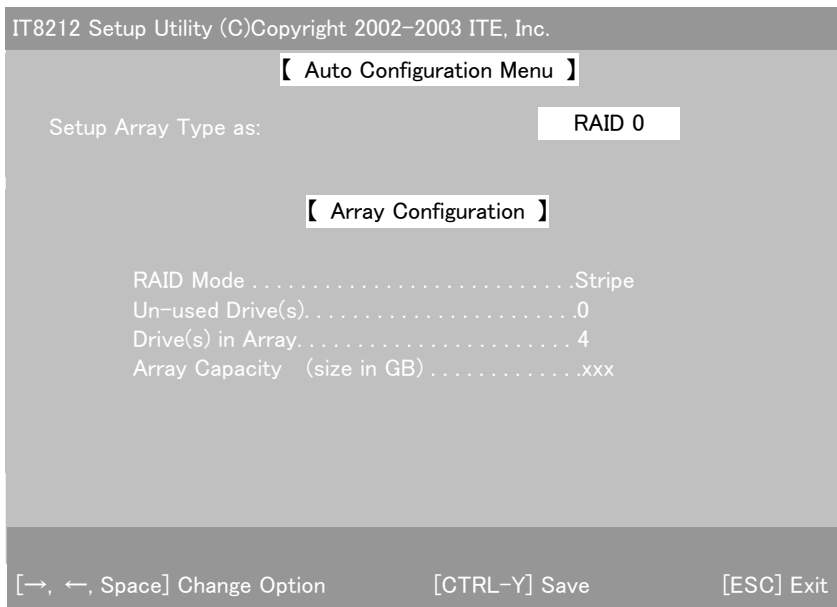 IT8212 Setup Utility (C)Copyright 2002-2003 ITE, Inc.
【 Auto Configuration Menu 】
Setup Array Type as: RAID 0
【 Array Configuration 】
RAID Mode . . . . . . . . . . . . . . . . . . . . . . . . . . .Stripe
Un-used Drive(s). . . . . . . . . . . . . . . . . . . . . . .0
Drive(s) in Array. . . . . . . . . . . . . . . . . . . . . . . 4
Array Capacity (size in GB) . . . . . . . . . . . . .xxx
[→, ←, Space] Change Option [CTRL-Y] Save [ESC] Exit